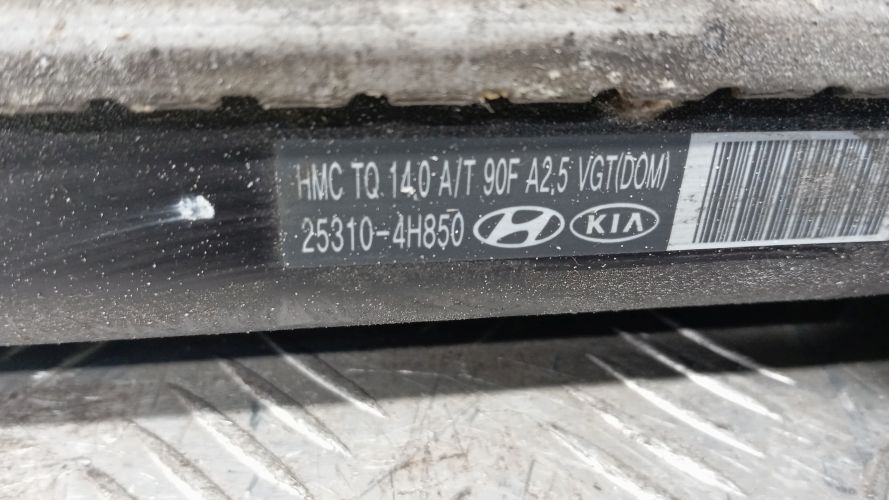 HMC TQ 14.0 A/T 90F A2.5 VGT(DOM)
25310-4H850 KIA